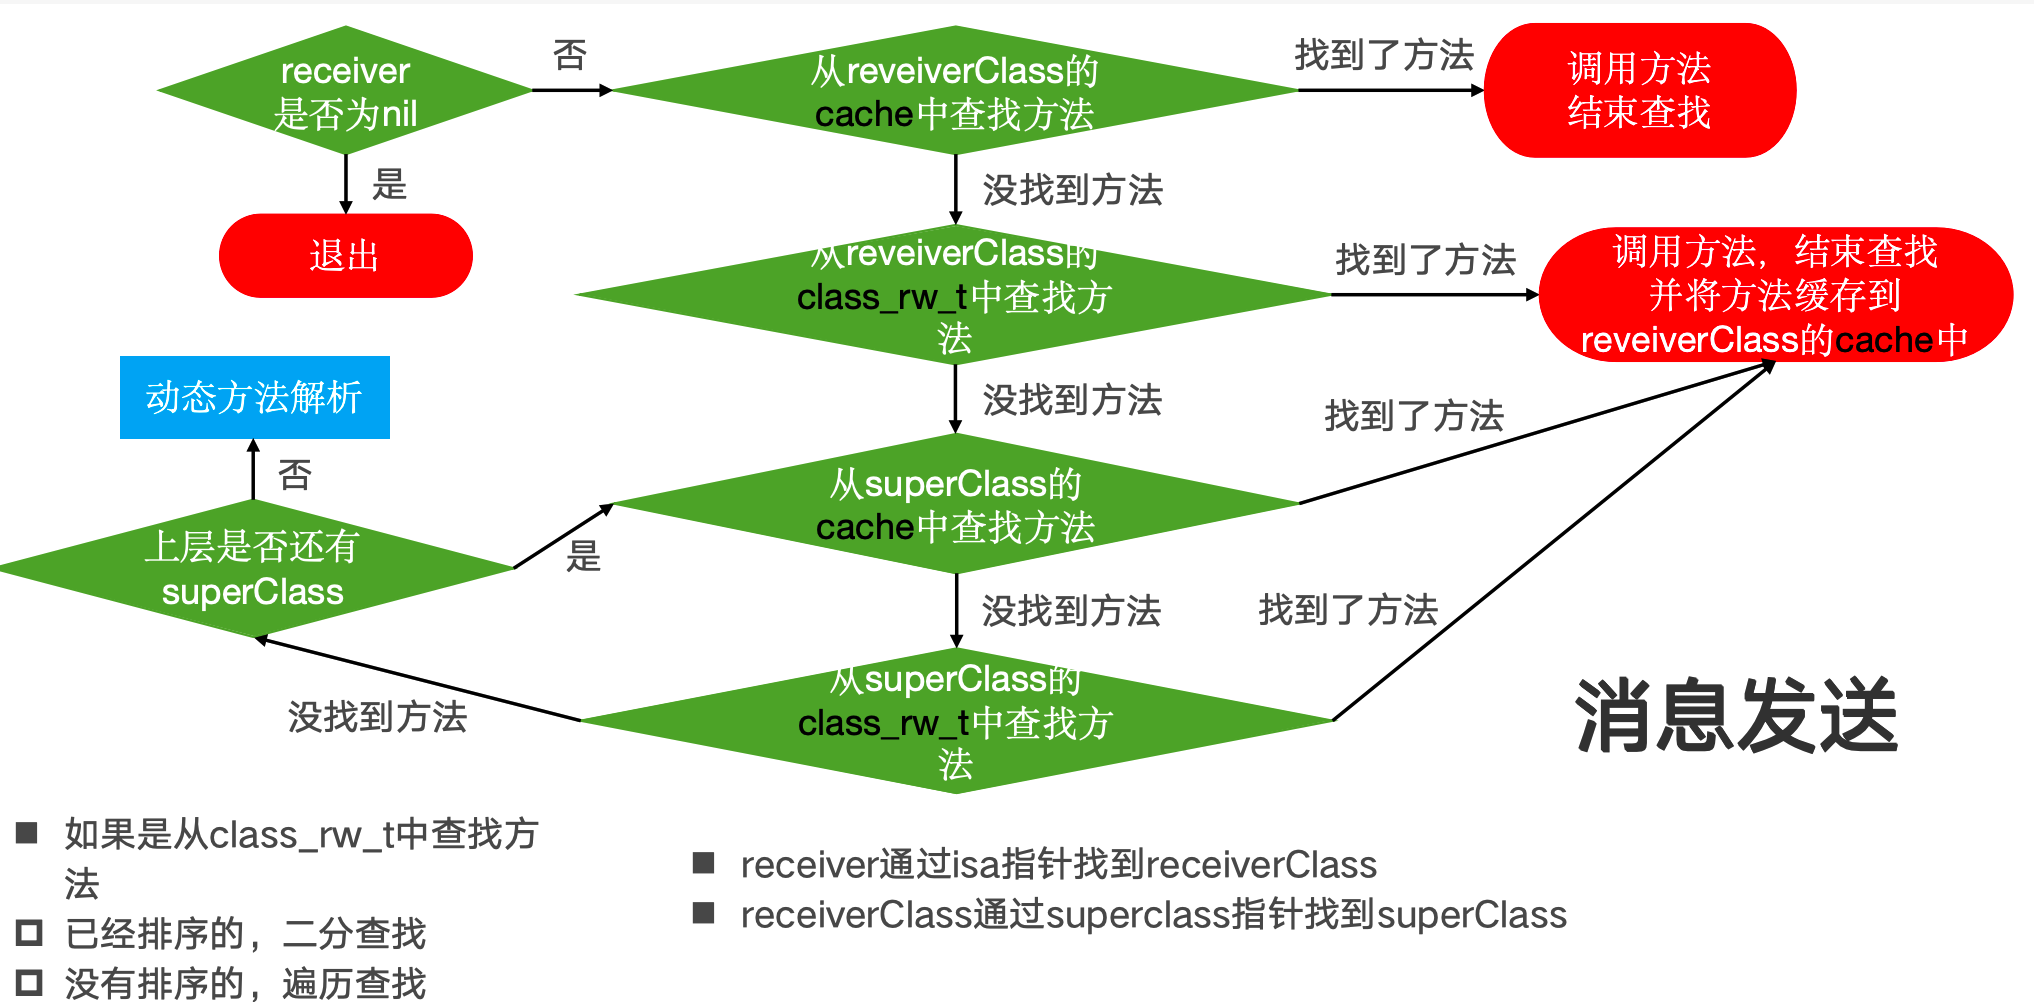 receiver
是否为nil
否
从reveiverClass的
cache中查找方法
找到了方法
调用方法
结束查找
是
退出
没找到方法
从reveiverClass的
class_rw_t中查找方
法
找到了方法
调用方法，结束查找
并将方法缓存到
reveiverClass的cache中
动态方法解析
没找到方法
找到了方法
否
从superClass的
cache中查找方法
上层是否还有
superClass
是
没找到方法
找到了方法
从superClass的
class_rw_t中查找方
法
没找到方法
消息发送
如果是从class_rw_t中查找方
法
已经排序的，二分查找
没有排序的，遍历查找
receiver通过isa指针找到receiverClass
receiverClass通过superclass指针找到superClass